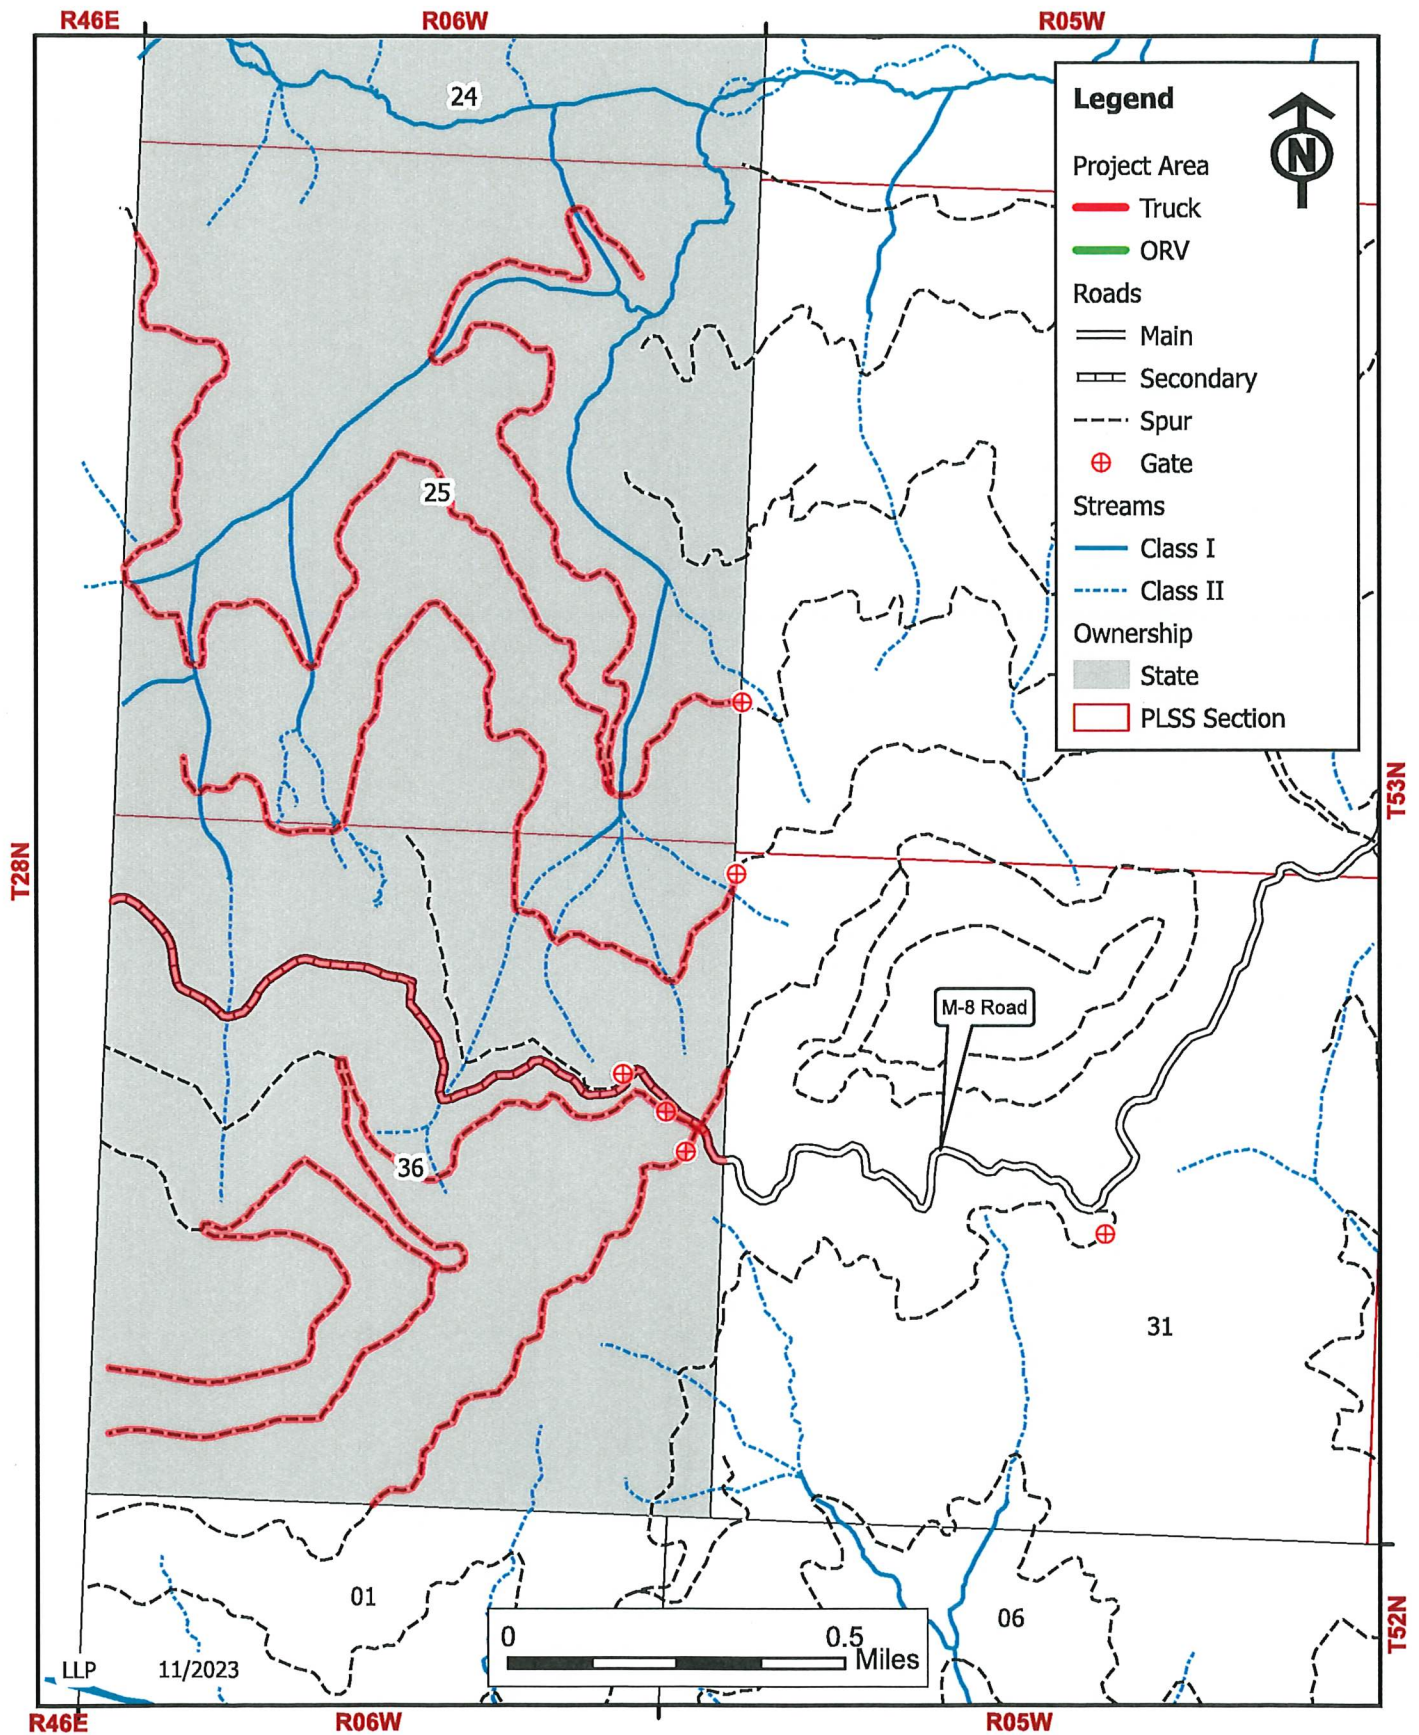 R46E R06W R05W
24
Legend
N
Project Area
Truck
ORV
Roads
Main
Secondary
Spur
Gate
Streams
Class I
Class II
Ownership
State
PLSS Section
25
T53N
T28N
M-8 Road
36
31
01
06
T52N
0 0.5
Miles
LLP 11/2023
R46E R06W R05W